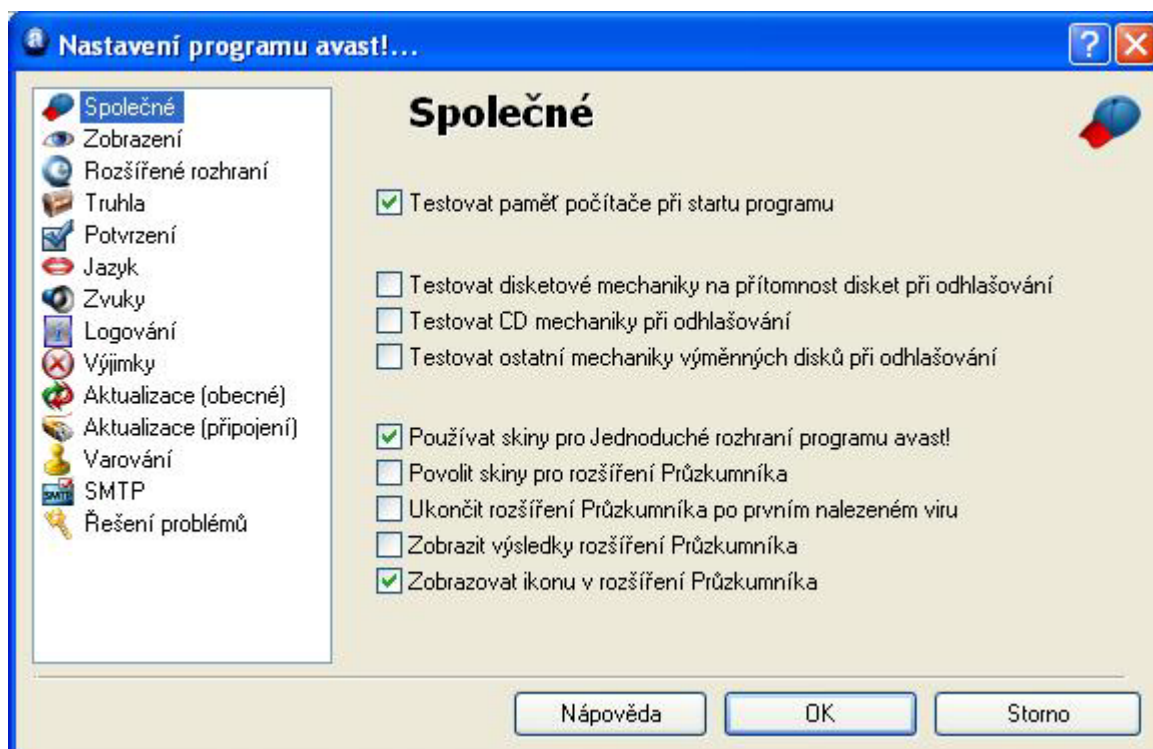 Nastavení programu avast!...
Společné
Zobrazení
Rozšířené rozhraní
Truhla
Potvrzení
Jazyk
Zvuky
Logování
Výjimky
Aktualizace (obecné)
Aktualizace (připojení)
Varování
SMTP
Řešení problémů
Společné
Testovat paměť počítače při startu programu
Testovat disketové mechaniky na přítomnost disket při odhlašování
Testovat CD mechaniky při odhlašování
Testovat ostatní mechaniky výměnných disků při odhlašování
Používat skiny pro Jednoduché rozhraní programu avast!
Povolit skiny pro rozšíření Průzkumníka
Ukončit rozšíření Průzkumníka po prvním nalezeném viru
Zobrazit výsledky rozšíření Průzkumníka
Zobrazovat ikonu v rozšíření Průzkumníka
Nápověda
OK
Storno